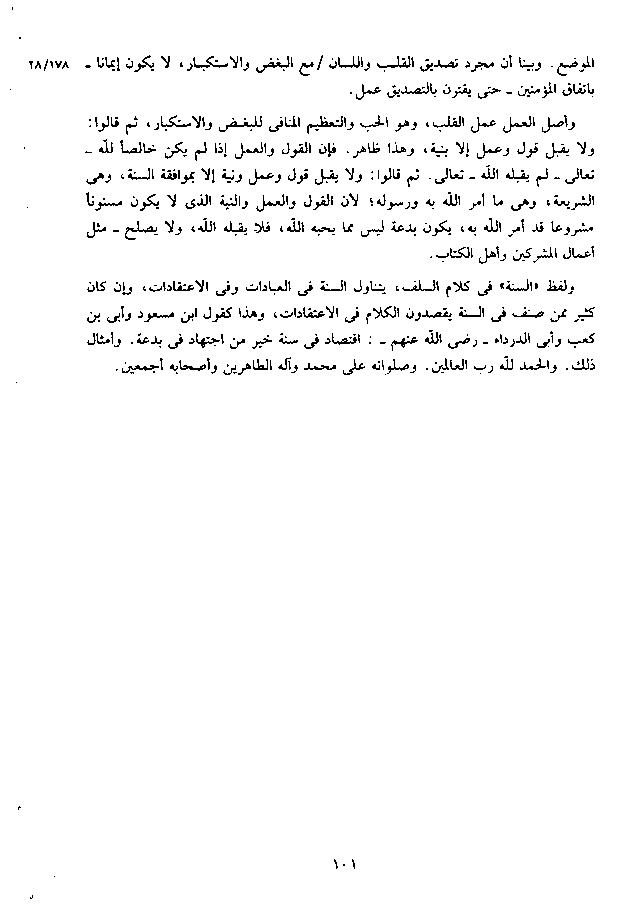 الموضع. وبينا أن مجرد تصديق القلب واللسان / مع البغض والاستكبار، لا يكون إيمانا ـ ٢٨/١٧٨
باتفاق المؤمنين ـ حتى يقترن بالتصديق عمل.
وأصل العمل عمل القلب، وهو الحب والتعظيم المنافى للبغض والاستكبار، ثم قالوا:
ولا يقبل قول وعمل إلا بنية، وهذا ظاهر. فإن القول والعمل إذا لم يكن خالصاً لله ـ
تعالى ـ لم يقبله الله ـ تعالى. ثم قالوا: ولا يقبل قول وعمل ونية إلا بموافقة السنة، وهى
الشريعة، وهى ما أمر الله به ورسوله؛ لأن القول والعمل والنية الذى لا يكون مسنوناً
مشروعا قد أمر الله به، يكون بدعة ليس مما يحبه الله، فلا يقبله الله، ولا يصلح ـ مثل
أعمال المشركين وأهل الكتاب.
ولفظ «السنة» فى كلام السلف، يتناول السنة فى العبادات وفى الاعتقادات، وإن كان
كثير ممن صنف فى السنة يقصدون الكلام فى الاعتقادات، وهذا كقول ابن مسعود وأبى بن
كعب وأبى الدرداء ـ رضى الله عنهم ـ : اقتصاد فى سنة خير من اجتهاد فى بدعة. وأمثال
ذلك. والحمد لله رب العالمين. وصلواته على محمد وآله الطاهرين وأصحابه أجمعين.
١٠١